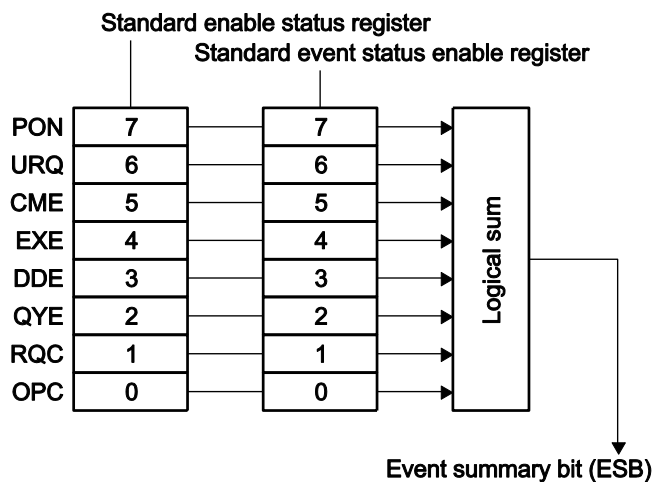 Standard enable status register
Standard event status enable register
PON 7 7
URQ 6 6
CME 5 5
EXE 4 4
DDE 3 3
QYE 2 2
RQC 1 1
OPC 0 0
Logical sum
Event summary bit (ESB)